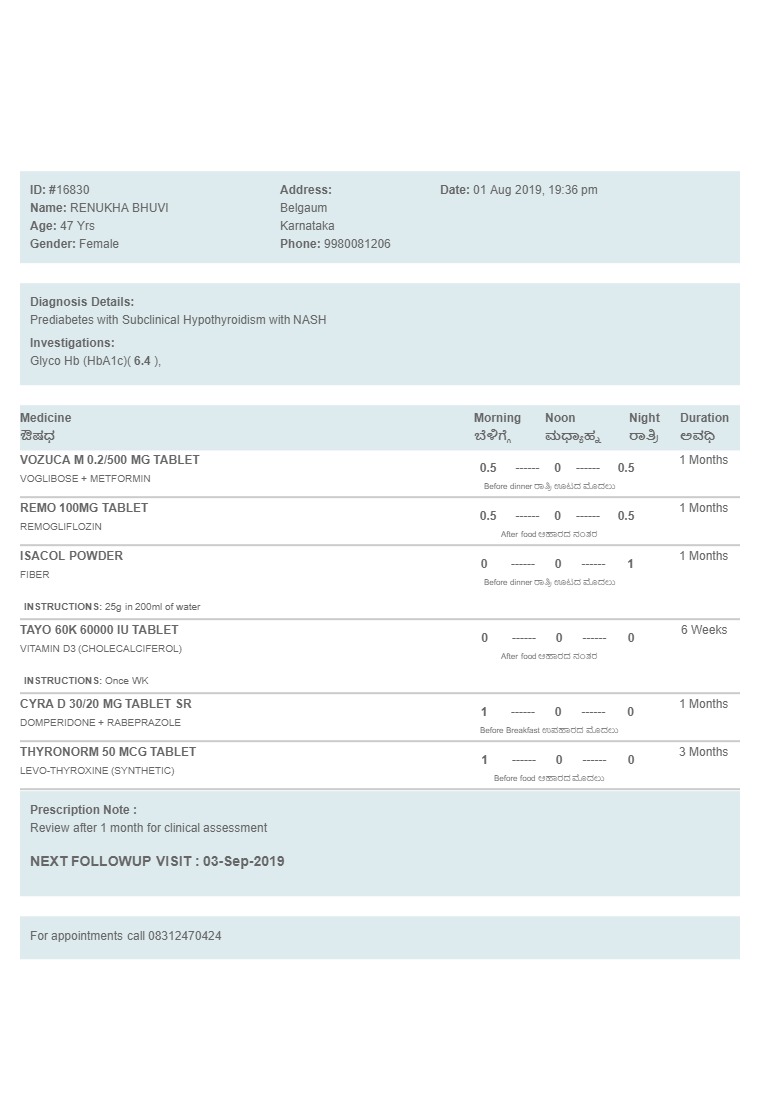 ID: #16830
Name: RENUKHA BHUVI
Age: 47 Yrs
Gender: Female
Address:
Belgaum
Karnataka
Phone: 9980081206
Date: 01 Aug 2019, 19:36 pm
Diagnosis Details:
Prediabetes with Subclinical Hypothyroidism with NASH
Investigations:
Glyco Hb (HbA1c)( 6.4 ),
Medicine Morning Noon Night Duration
ಔಷಧ ಬೆಳಿಗ್ಗೆ ಮಧ್ಯಾಹ್ನ ರಾತ್ರಿ ಅವಧಿ
VOZUCA M 0.2/500 MG TABLET 0.5 ------ 0 ------ 0.5 1 Months
VOGLIBOSE + METFORMIN
Before dinner ರಾತ್ರಿ ಊಟದ ಮೊದಲು
REMO 100MG TABLET 0.5 ------ 0 ------ 0.5 1 Months
REMOGLIFLOZIN
After food ಆಹಾರದ ನಂತರ
ISACOL POWDER 0 ------ 0 ------ 1 1 Months
FIBER
Before dinner ರಾತ್ರಿ ಊಟದ ಮೊದಲು
INSTRUCTIONS: 25g in 200ml of water
TAYO 60K 60000 IU TABLET 0 ------ 0 ------ 0 6 Weeks
VITAMIN D3 (CHOLECALCIFEROL)
After food ಆಹಾರದ ನಂತರ
INSTRUCTIONS: Once WK
CYRA D 30/20 MG TABLET SR 1 ------ 0 ------ 0 1 Months
DOMPERIDONE + RABEPRAZOLE
Before Breakfast ಉಪಹಾರದ ಮೊದಲು
THYRONORM 50 MCG TABLET 1 ------ 0 ------ 0 3 Months
LEVO-THYROXINE (SYNTHETIC)
Before food ಆಹಾರದ ಮೊದಲು
Prescription Note :
Review after 1 month for clinical assessment
NEXT FOLLOWUP VISIT : 03-Sep-2019
For appointments call 08312470424